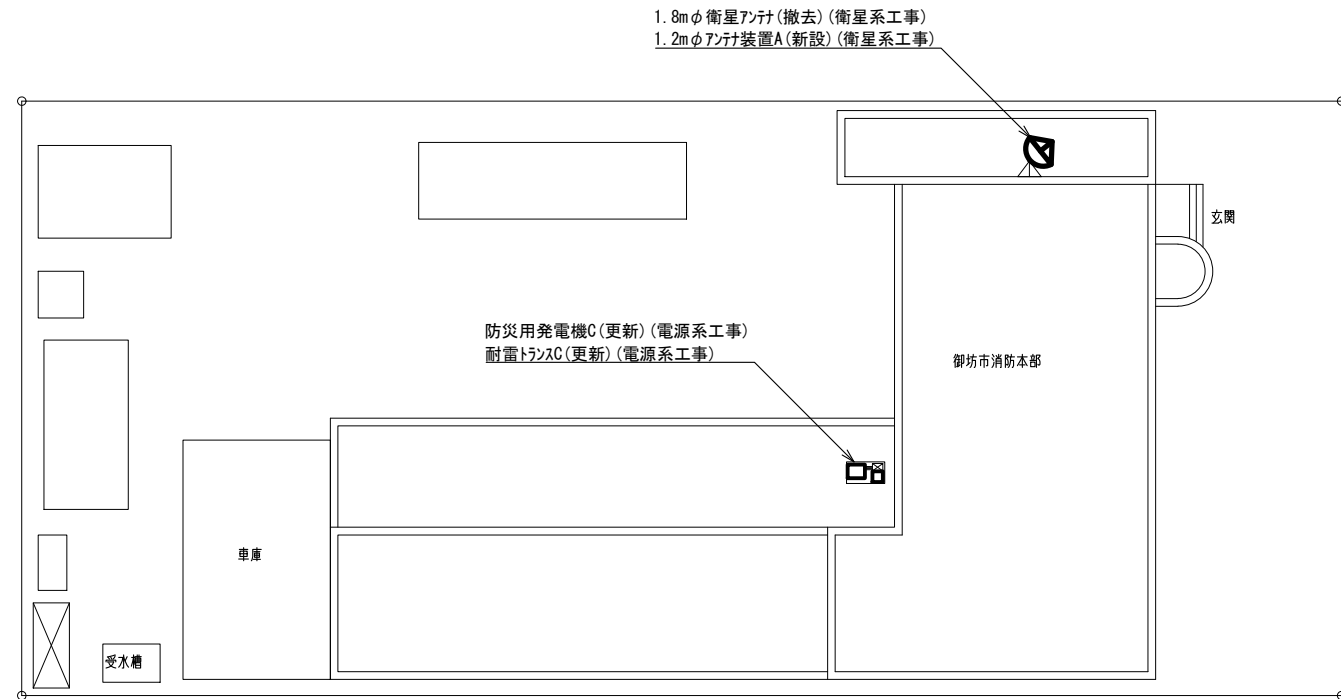 1.8mφ衛星ｱﾝﾃﾅ(撤去)(衛星系工事)
1.2mφｱﾝﾃﾅ装置A(新設)(衛星系工事)
玄関
防災用発電機C(更新)(電源系工事)
耐雷ﾄﾗﾝｽC(更新)(電源系工事)
御坊市消防本部
車庫
受水槽